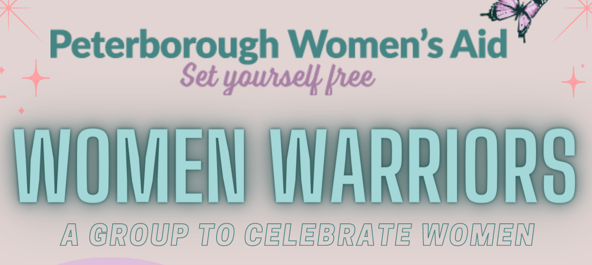 Peterborough Women's Aid
Set yourself free
WOMEN WARRIORS
A GROUP TO CELEBRATE WOMEN